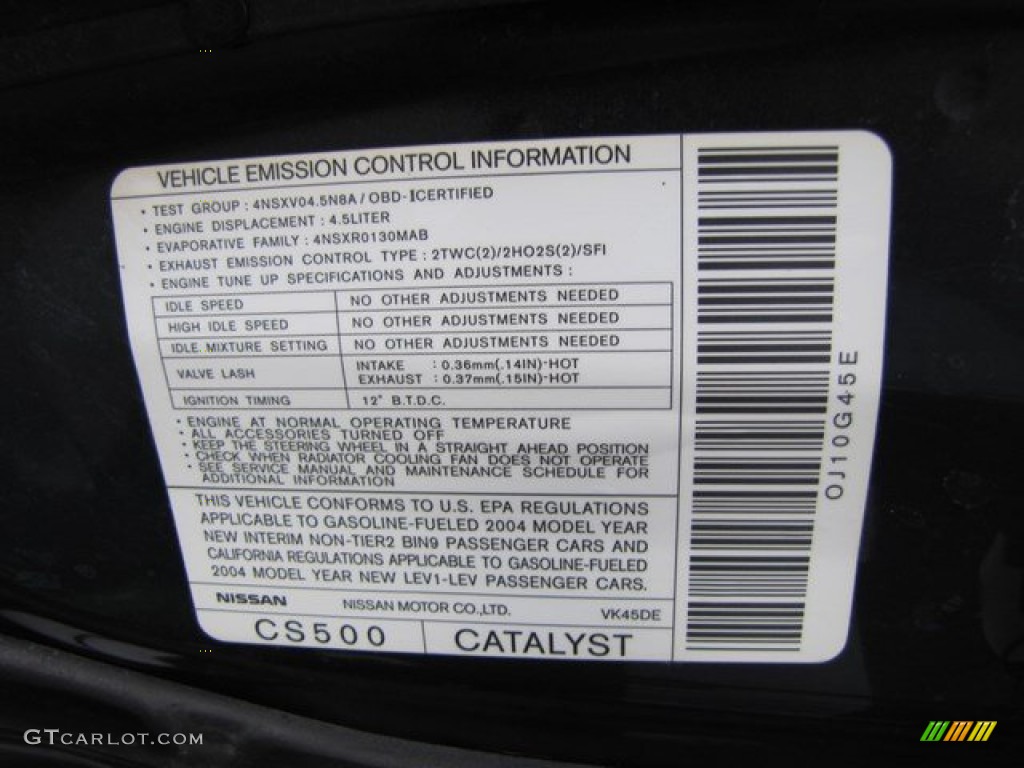 VEHICLE EMISSION CONTROL INFORMATION
• TEST GROUP : 4NSXV04.5N8A / OBD-ⅡCERTIFIED
• ENGINE DISPLACEMENT : 4.5LITER
• EVAPORATIVE FAMILY : 4NSXR0130MAB
• EXHAUST EMISSION CONTROL TYPE : 2TWC(2)/2HO2S(2)/SFI
• ENGINE TUNE UP SPECIFICATIONS AND ADJUSTMENTS :
IDLE SPEED NO OTHER ADJUSTMENTS NEEDED
HIGH IDLE SPEED NO OTHER ADJUSTMENTS NEEDED
IDLE MIXTURE SETTING NO OTHER ADJUSTMENTS NEEDED
VALVE LASH INTAKE : 0.36mm(.14IN)-HOT
EXHAUST : 0.37mm(.15IN)-HOT
IGNITION TIMING 12° B.T.D.C.
• ENGINE AT NORMAL OPERATING TEMPERATURE
• ALL ACCESSORIES TURNED OFF
• KEEP THE STEERING WHEEL IN A STRAIGHT AHEAD POSITION
• CHECK WHEN RADIATOR COOLING FAN DOES NOT OPERATE
• SEE SERVICE MANUAL AND MAINTENANCE SCHEDULE FOR
ADDITIONAL INFORMATION
THIS VEHICLE CONFORMS TO U.S. EPA REGULATIONS
APPLICABLE TO GASOLINE-FUELED 2004 MODEL YEAR
NEW INTERIM NON-TIER2 BIN9 PASSENGER CARS AND
CALIFORNIA REGULATIONS APPLICABLE TO GASOLINE-FUELED
2004 MODEL YEAR NEW LEV1-LEV PASSENGER CARS.
NISSAN NISSAN MOTOR CO.,LTD. VK45DE
CS500 CATALYST
OJ10G45E
GTCARLOT.COM